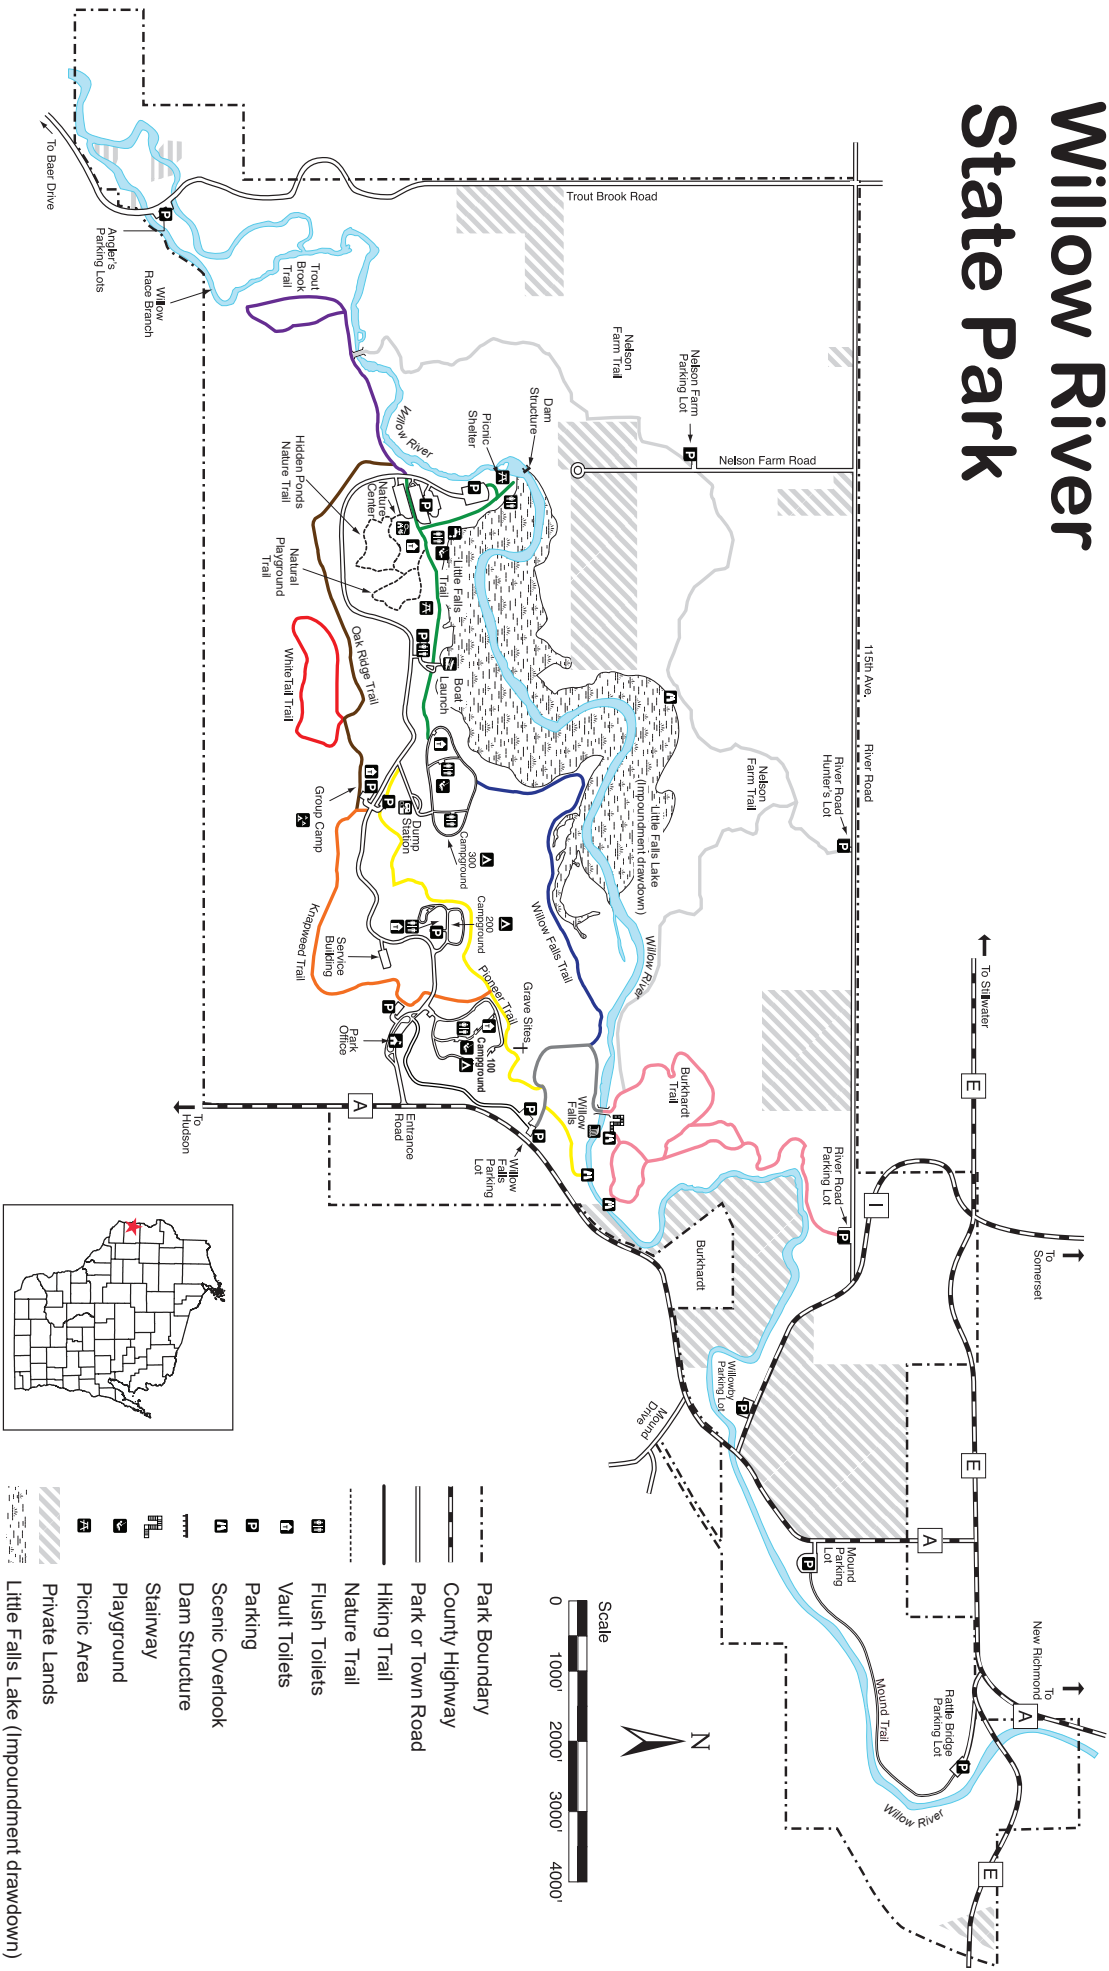 Willow River
State Park
To
Somerset
To
New Richmond
To Stillwater
E
E
E
A
A
A
I
115th Ave.
River Road
River Road
Hunter's Lot
P
River Road
Parking Lot
P
Rattle Bridge
Parking Lot
P
Mound
Parking
Lot
P
Mound Trail
Willow River
Willowby
Parking Lot
P
Mound
Drive
Burkhardt
Burkhardt
Trail
Trout Brook Road
Nelson Farm Road
Nelson Farm
Parking Lot
P
Nelson
Farm Trail
Nelson
Farm Trail
Little Falls Lake
(Impoundment drawdown)
Willow River
Willow
Falls
Willow
Falls
Parking
Lot
P
P
Willow Falls Trail
Grave Sites
Pioneer Trail
100
Campground
200
Campground
P
300
Campground
Dump
Station
P
P
Group Camp
Knapweed Trail
Service
Building
Park
Office
P
Entrance
Road
To
Hudson
Dam
Structure
Picnic
Shelter
P
P
Willow River
Little Falls
Trail
Boat
Launch
P
Nature
Center
Hidden Ponds
Nature Trail
Natural
Playground
Trail
Oak Ridge Trail
WhiteTail Trail
Trout
Brook
Trail
Willow
Race Branch
Angler's
Parking Lots
P
To Baer Drive
N
Scale
0
1000'
2000'
3000'
4000'
Park Boundary
County Highway
Park or Town Road
Hiking Trail
Nature Trail
Flush Toilets
Vault Toilets
P
Parking
Scenic Overlook
Dam Structure
Stairway
Playground
Picnic Area
Private Lands
Little Falls Lake (Impoundment drawdown)